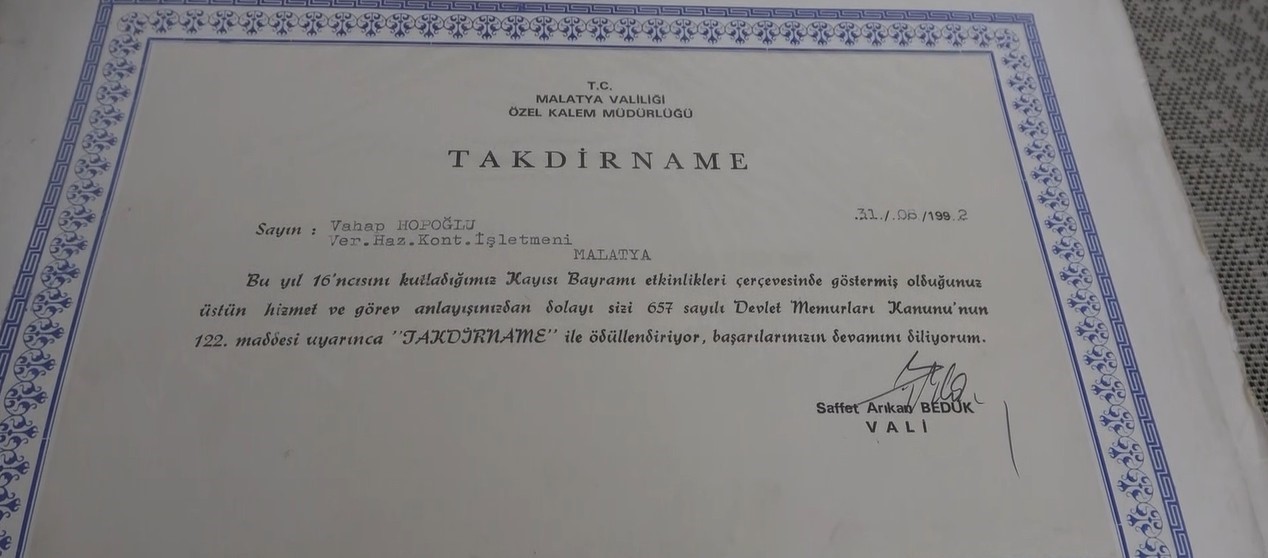 T.C.
MALATYA VALİLİĞİ
ÖZEL KALEM MÜDÜRLÜĞÜ
TAKDİRNAME
.31./.08./199.2
Sayın : Vahap HOPOĞLU
Ver.Haz.Kont.İşletmeni
MALATYA
Bu yıl 16'ncısını kutladığımız Kayısı Bayramı etkinlikleri çerçevesinde göstermiş olduğunuz
üstün hizmet ve görev anlayışınızdan dolayı sizi 657 sayılı Devlet Memurları Kanunu'nun
122. maddesi uyarınca "TAKDİRNAME" ile ödüllendiriyor, başarılarınızın devamını diliyorum.
Saffet Arıkan BEDÜK
VALİ